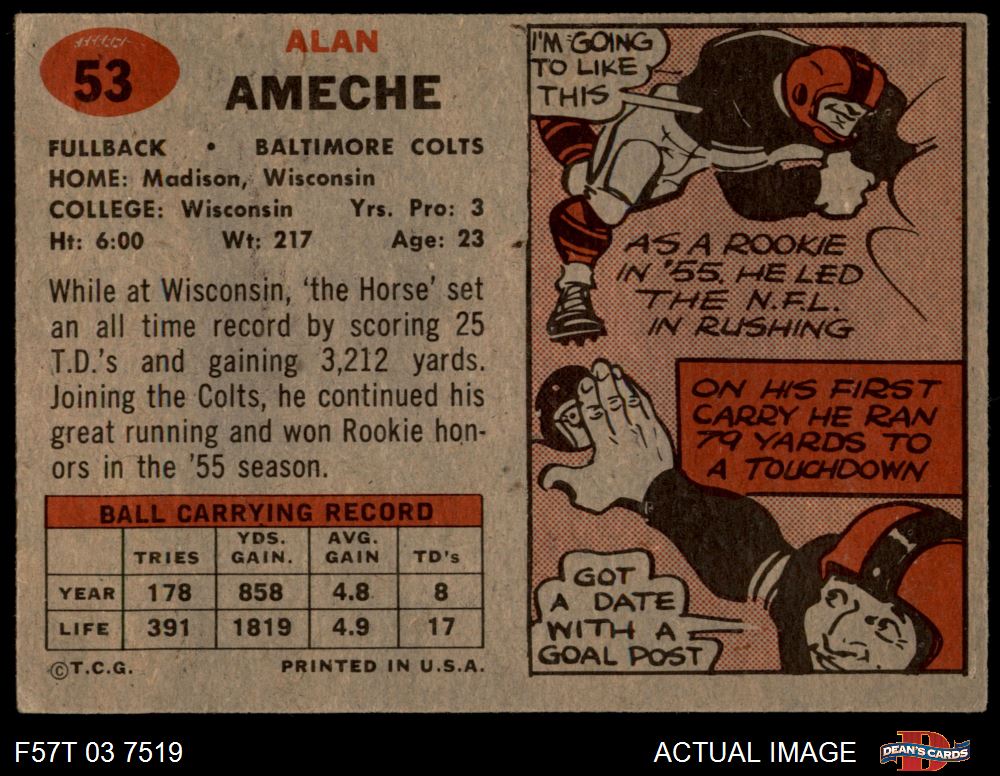 53
ALAN
AMECHE
FULLBACK • BALTIMORE COLTS
HOME: Madison, Wisconsin
COLLEGE: Wisconsin Yrs. Pro: 3
Ht: 6:00 Wt: 217 Age: 23
While at Wisconsin, 'the Horse' set
an all time record by scoring 25
T.D.'s and gaining 3,212 yards.
Joining the Colts, he continued his
great running and won Rookie hon-
ors in the '55 season.
BALL CARRYING RECORD
TRIES YDS. GAIN. AVG. GAIN TD's
YEAR 178 858 4.8 8
LIFE 391 1819 4.9 17
©T.C.G. PRINTED IN U.S.A.
I'M GOING
TO LIKE
THIS
AS A ROOKIE
IN '55, HE LED
THE N.F.L.
IN RUSHING
ON HIS FIRST
CARRY HE RAN
79 YARDS TO
A TOUCHDOWN
GOT
A DATE
WITH A
GOAL POST
F57T 03 7519 ACTUAL IMAGE
DEAN'S CARDS